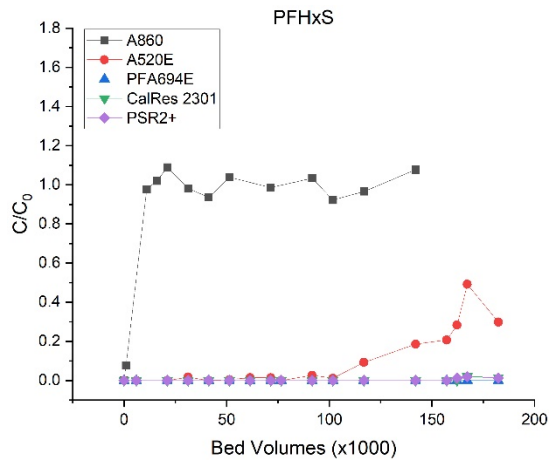 PFHxS
A860
A520E
PFA694E
CalRes 2301
PSR2+
1.8
1.6
1.4
1.2
1.0
0.8
0.6
0.4
0.2
0.0
C/C₀
0 50 100 150 200
Bed Volumes (x1000)